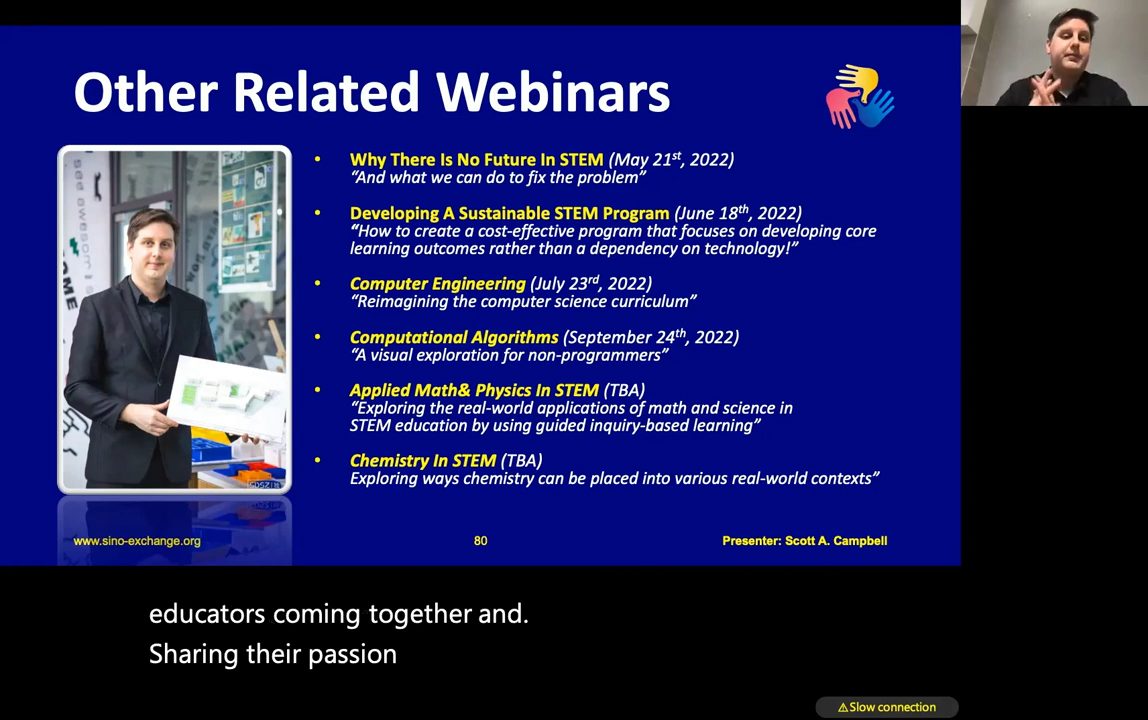 Other Related Webinars
• Why There Is No Future In STEM (May 21st, 2022)
“And what we can do to fix the problem”
• Developing A Sustainable STEM Program (June 18th, 2022)
“How to create a cost-effective program that focuses on developing core
learning outcomes rather than a dependency on technology!”
• Computer Engineering (July 23rd, 2022)
“Reimagining the computer science curriculum”
• Computational Algorithms (September 24th, 2022)
“A visual exploration for non-programmers”
• Applied Math& Physics In STEM (TBA)
“Exploring the real-world applications of math and science in
STEM education by using guided inquiry-based learning”
• Chemistry In STEM (TBA)
Exploring ways chemistry can be placed into various real-world contexts”
www.sino-exchange.org
80
Presenter: Scott A. Campbell
educators coming together and.
Sharing their passion
⚠Slow connection